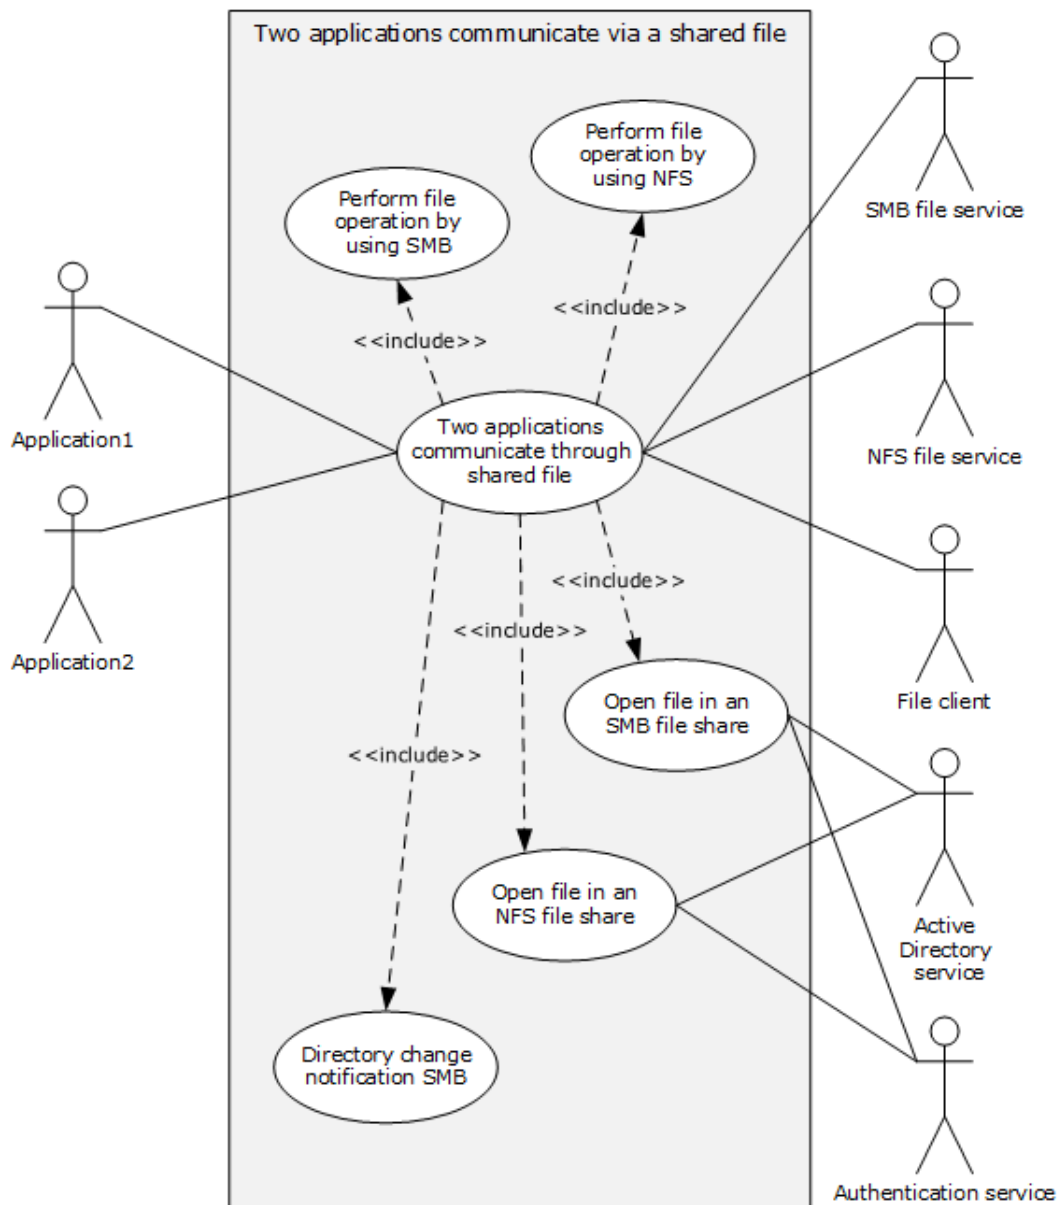 Two applications communicate via a shared file
Perform file
operation by
using NFS
Perform file
operation by
using SMB
SMB file service
<<include>>
<<include>>
Application1
Two applications
communicate through
shared file
NFS file service
<<include>>
<<include>>
Application2
Open file in an
SMB file share
File client
<<include>>
Open file in an
NFS file share
Active
Directory
service
Directory change
notification SMB
Authentication service